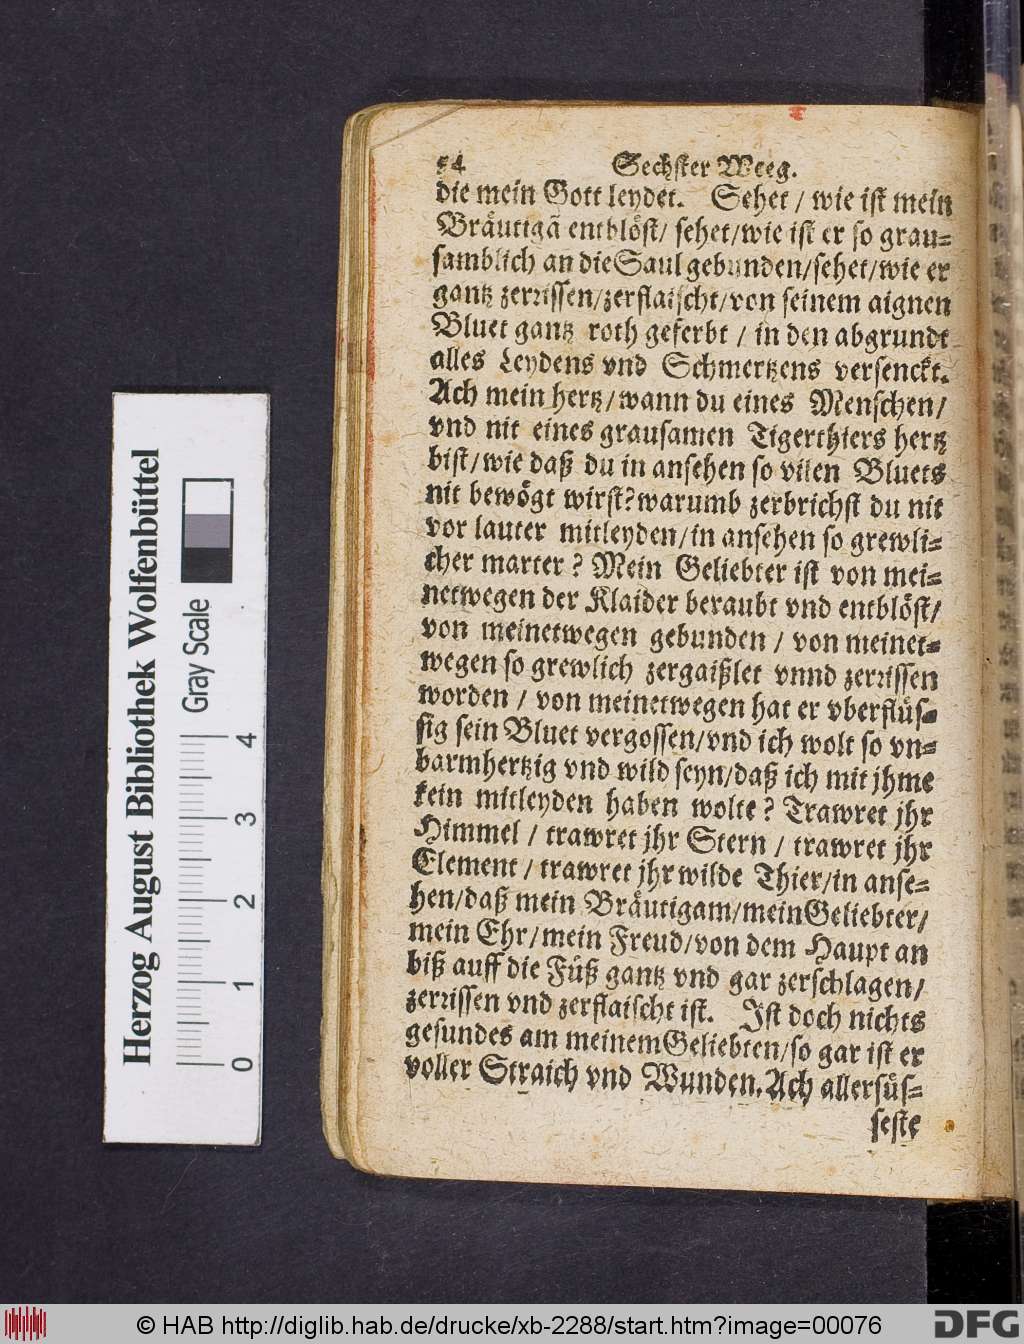 54 Sechster Weeg.
die mein Gott leydet. Sehet / wie ist mein
Bräutigã entblöst/ sehet/wie ist er so grau-
samblich an die Saul gebunden/sehet/wie er
gantz zerrissen/zerflaischt/von seinem aignen
Bluet gantz roth geferbt / in den abgrundt
alles Leydens vnd Schmertzens versenckt.
Ach mein hertz/wann du eines Menschen/
vnd nit eines grausamen Tigerthiers hertz
bist/wie daß du in ansehen so vilen Bluets
nit bewögt wirst?warumb zerbrichst du nit
vor lauter mitleyden/in ansehen so grewli-
cher marter ? Mein Geliebter ist von mei-
netwegen der Klaider beraubt vnd entblöst/
von meinetwegen gebunden / von meinet-
wegen so grewlich zergaißlet vnnd zerrissen
worden / von meinetwegen hat er vberflüs-
sig sein Bluet vergossen/vnd ich wolt so vn-
barmhertzig vnd wild seyn/daß ich mit jhme
kein mitleyden haben wolte ? Trawret jhr
Himmel / trawret jhr Stern / trawret jhr
Element / trawret jhr wilde Thier/in anse-
hen/daß mein Bräutigam/mein Geliebter/
mein Ehr/mein Freud/von dem Haupt an
biß auff die Füß gantz vnd gar zerschlagen/
zerrissen vnd zerflaischt ist. Ist doch nichts
gesundes am meinem Geliebten/so gar ist er
voller Straich vnd Wunden. Ach allersüs-
seste
Herzog August Bibliothek Wolfenbüttel
Gray Scale
0 1 2 3 4
© HAB http://diglib.hab.de/drucke/xb-2288/start.htm?image=00076
DFG